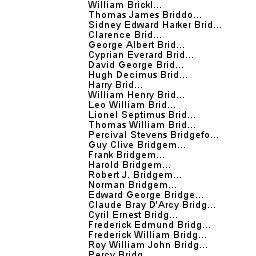 William Brickl...
Thomas James Briddo...
Sidney Edward Harker Brid...
Clarence Brid...
George Albert Brid...
Cyprian Everard Brid...
David George Brid...
Hugh Decimus Brid...
Harry Brid...
William Henry Brid...
Leo William Brid...
Lionel Septimus Brid...
Thomas William Brid...
Percival Stevens Bridgefo...
Guy Clive Bridgem...
Frank Bridgem...
Harold Bridgem...
Robert J. Bridgem...
Norman Bridgem...
Edward George Bridge...
Claude Bray D'Arcy Bridg...
Cyril Ernest Bridg...
Frederick Edmund Bridg...
Frederick William Bridg...
Roy William John Bridg...
Percy Bridg